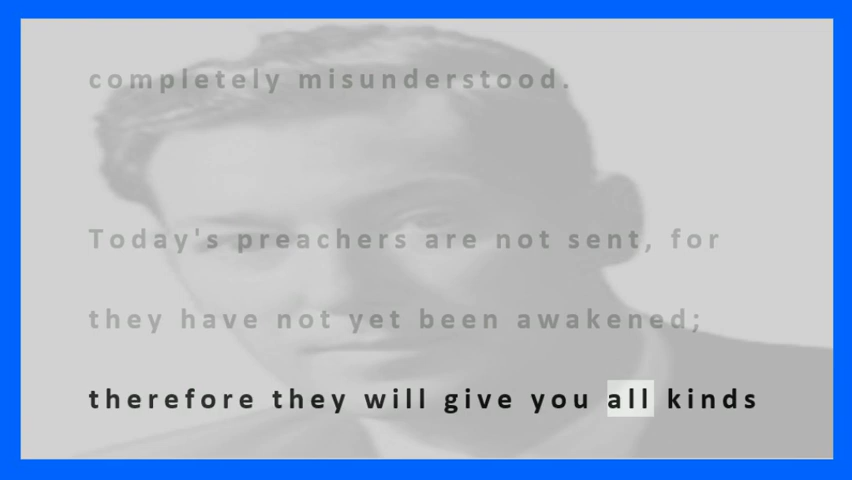 completely misunderstood.
Today's preachers are not sent, for
they have not yet been awakened;
therefore they will give you all kinds